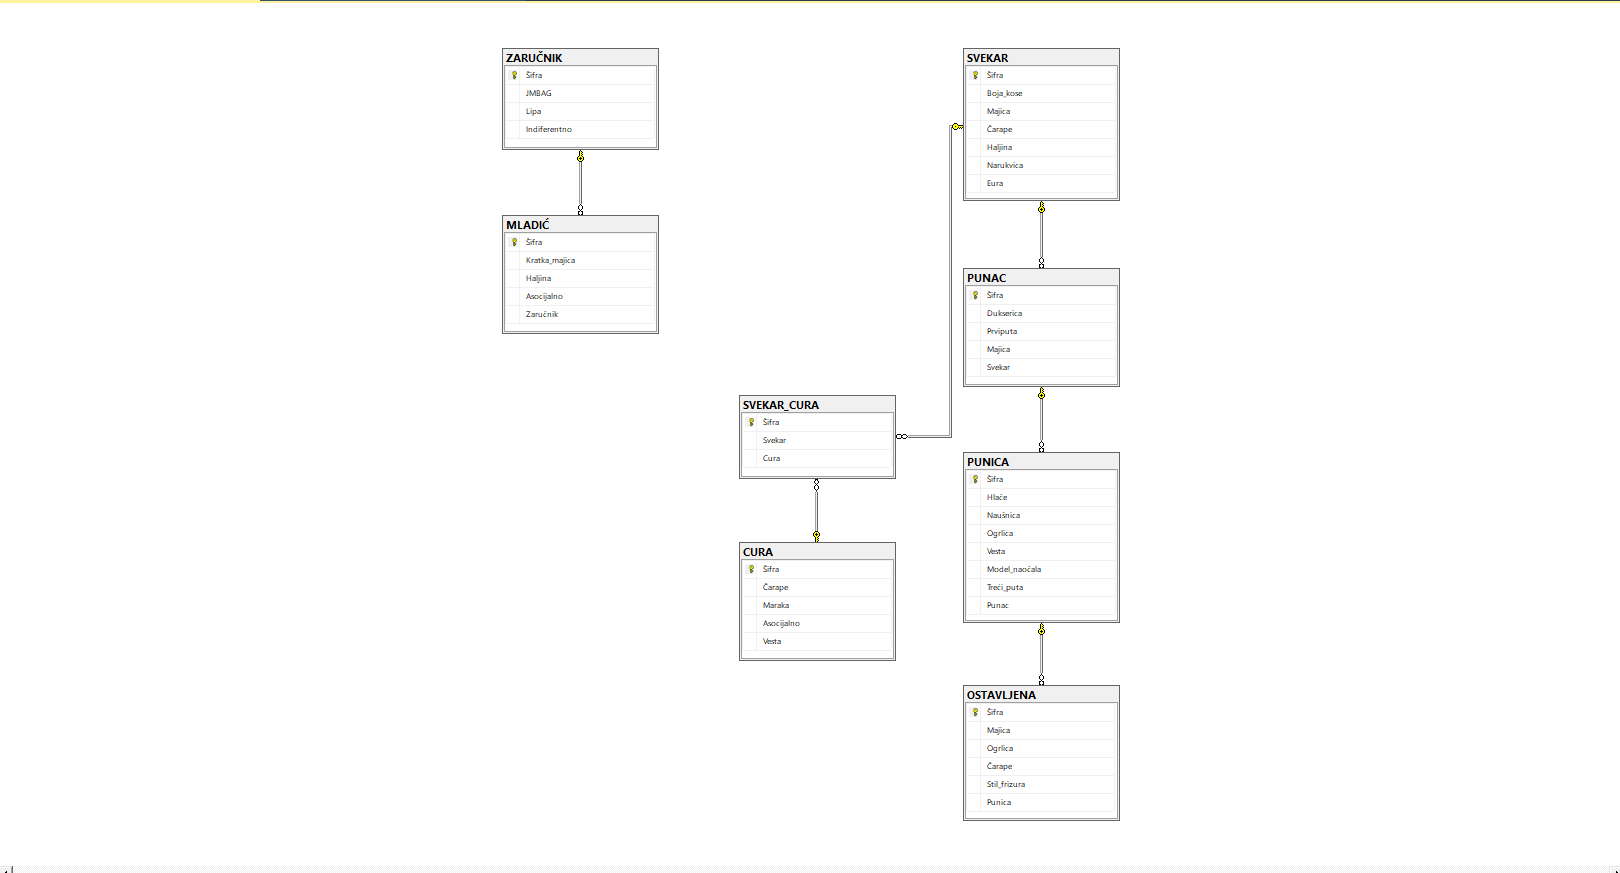 ZARUČNIK
Šifra
JMBAG
Lipa
Indiferentno
MLADIĆ
Šifra
Kratka_majica
Haljina
Asocijalno
Zaručnik
SVEKAR_CURA
Šifra
Svekar
Cura
CURA
Šifra
Čarape
Maraka
Asocijalno
Vesta
SVEKAR
Šifra
Boja_kose
Majica
Čarape
Haljina
Narukvica
Eura
PUNAC
Šifra
Dukserica
Prviputa
Majica
Svekar
PUNICA
Šifra
Hlače
Naušnica
Ogrlica
Vesta
Model_naočala
Treći_puta
Punac
OSTAVLJENA
Šifra
Majica
Ogrlica
Čarape
Stil_frizura
Punica